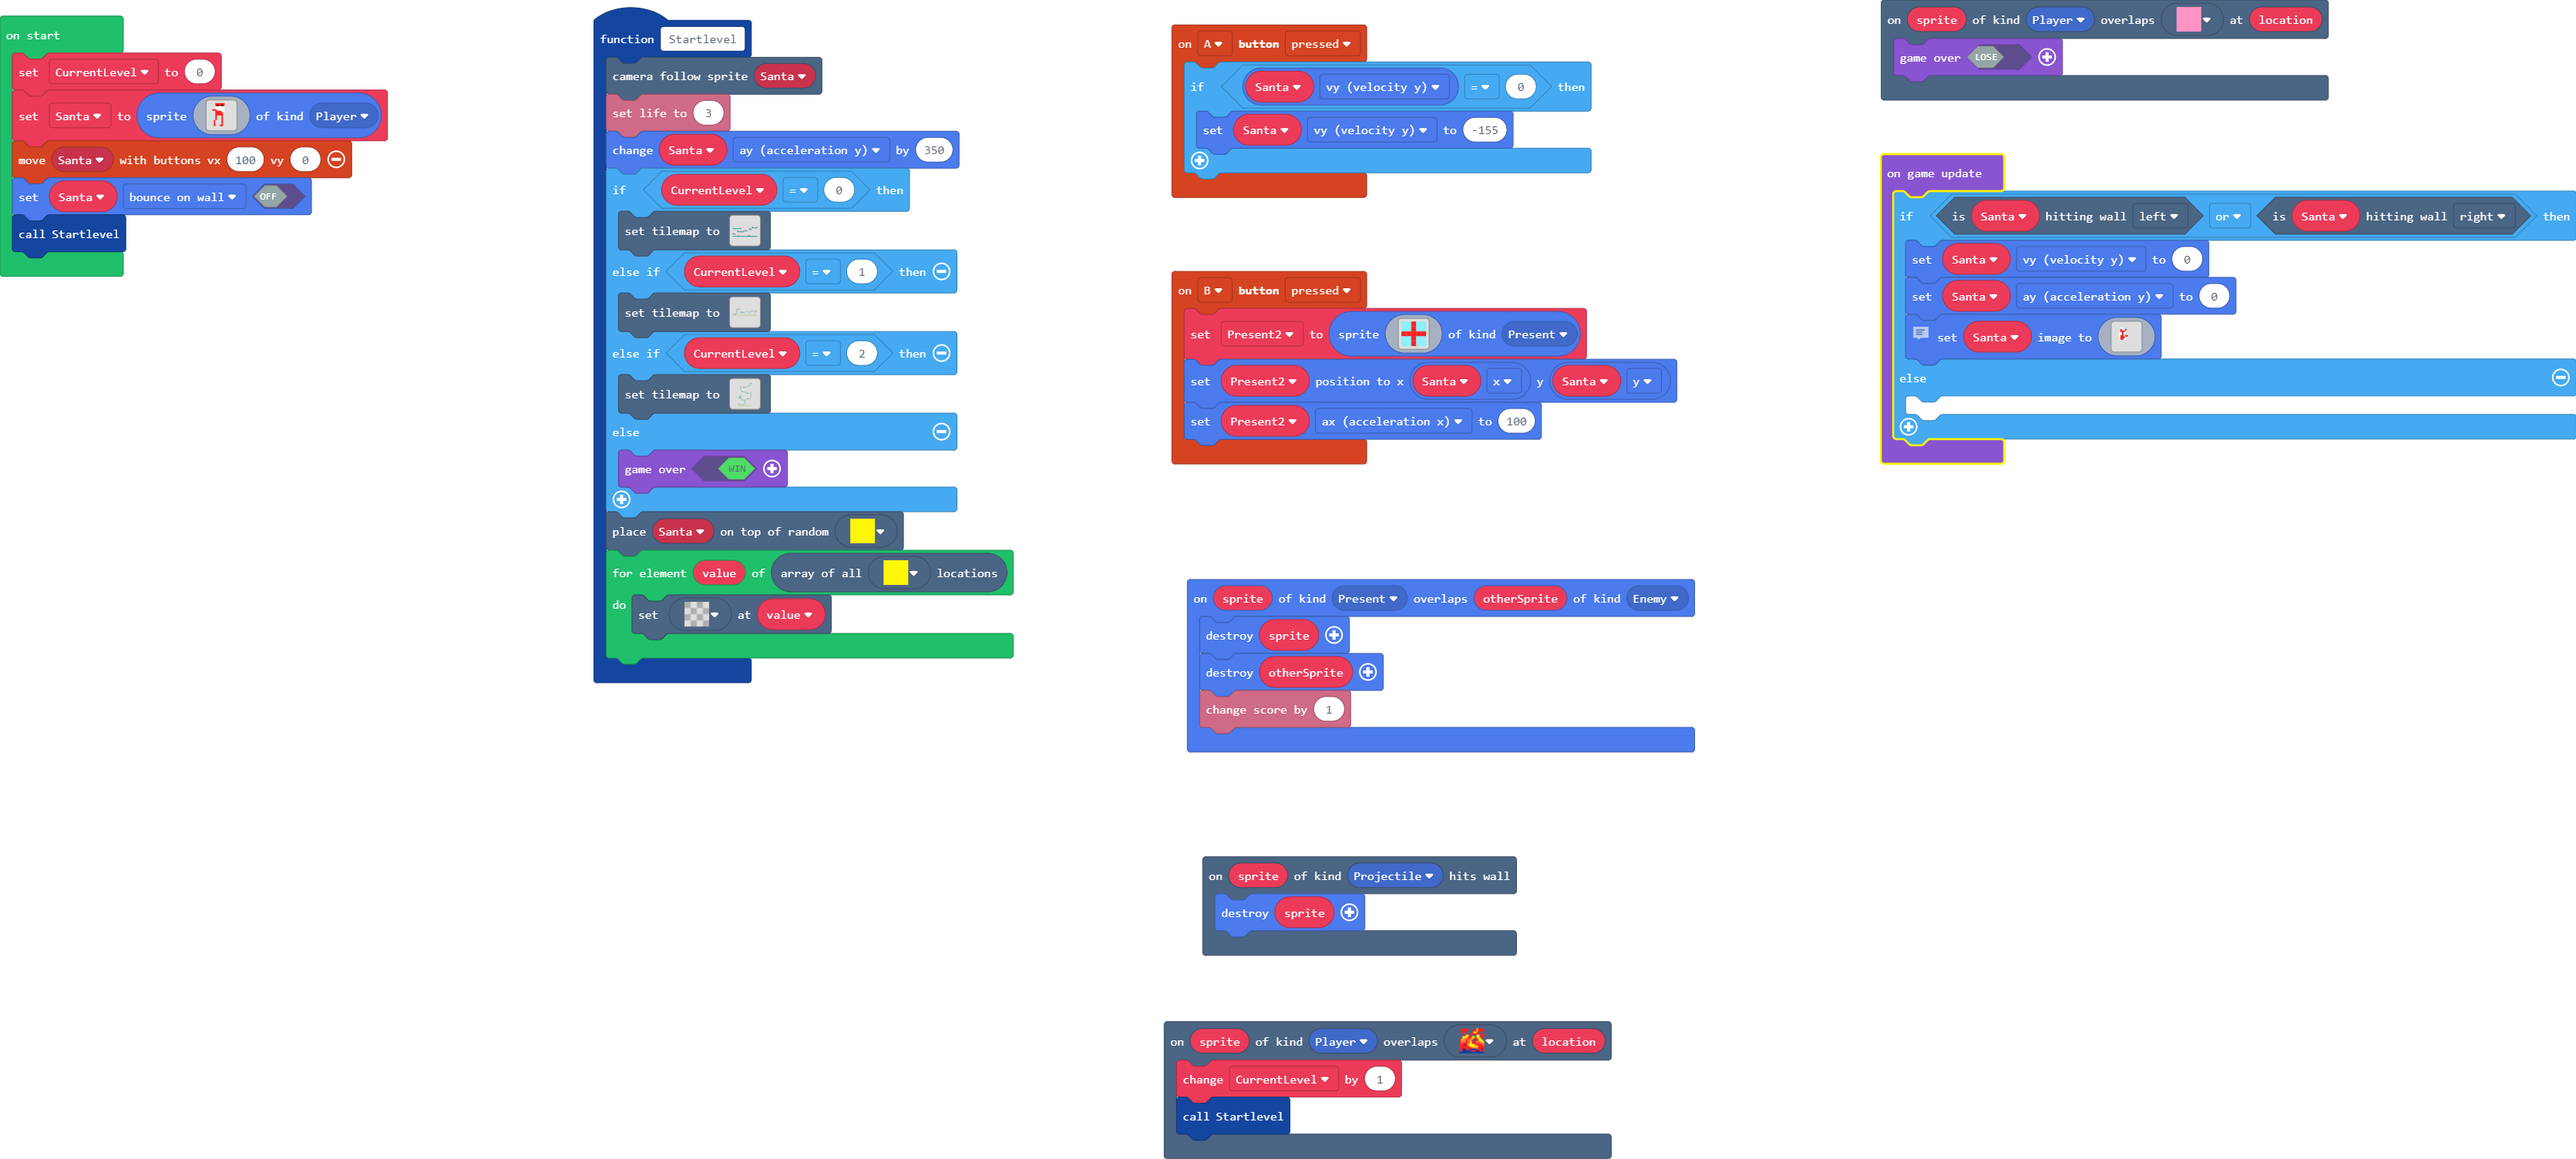 on start
set CurrentLevel to 0
set Santa to sprite of kind Player
move Santa with buttons vx 100 vy 0
set Santa bounce on wall OFF
call Startlevel
function Startlevel
camera follow sprite Santa
set life to 3
change Santa ay (acceleration y) by 350
if CurrentLevel = 0 then
set tilemap to
else if CurrentLevel = 1 then
set tilemap to
else if CurrentLevel = 2 then
set tilemap to
else
game over WIN
place Santa on top of random
for element value of array of all locations
do set at value
on A button pressed
if Santa vy (velocity y) = 0 then
set Santa vy (velocity y) to -155
on B button pressed
set Present2 to sprite of kind Present
set Present2 position to x Santa x y Santa y
set Present2 ax (acceleration x) to 100
on sprite of kind Present overlaps otherSprite of kind Enemy
destroy sprite
destroy otherSprite
change score by 1
on sprite of kind Projectile hits wall
destroy sprite
on sprite of kind Player overlaps at location
change CurrentLevel by 1
call Startlevel
on sprite of kind Player overlaps at location
game over LOSE
on game update
if is Santa hitting wall left or is Santa hitting wall right then
set Santa vy (velocity y) to 0
set Santa ay (acceleration y) to 0
set Santa image to
else